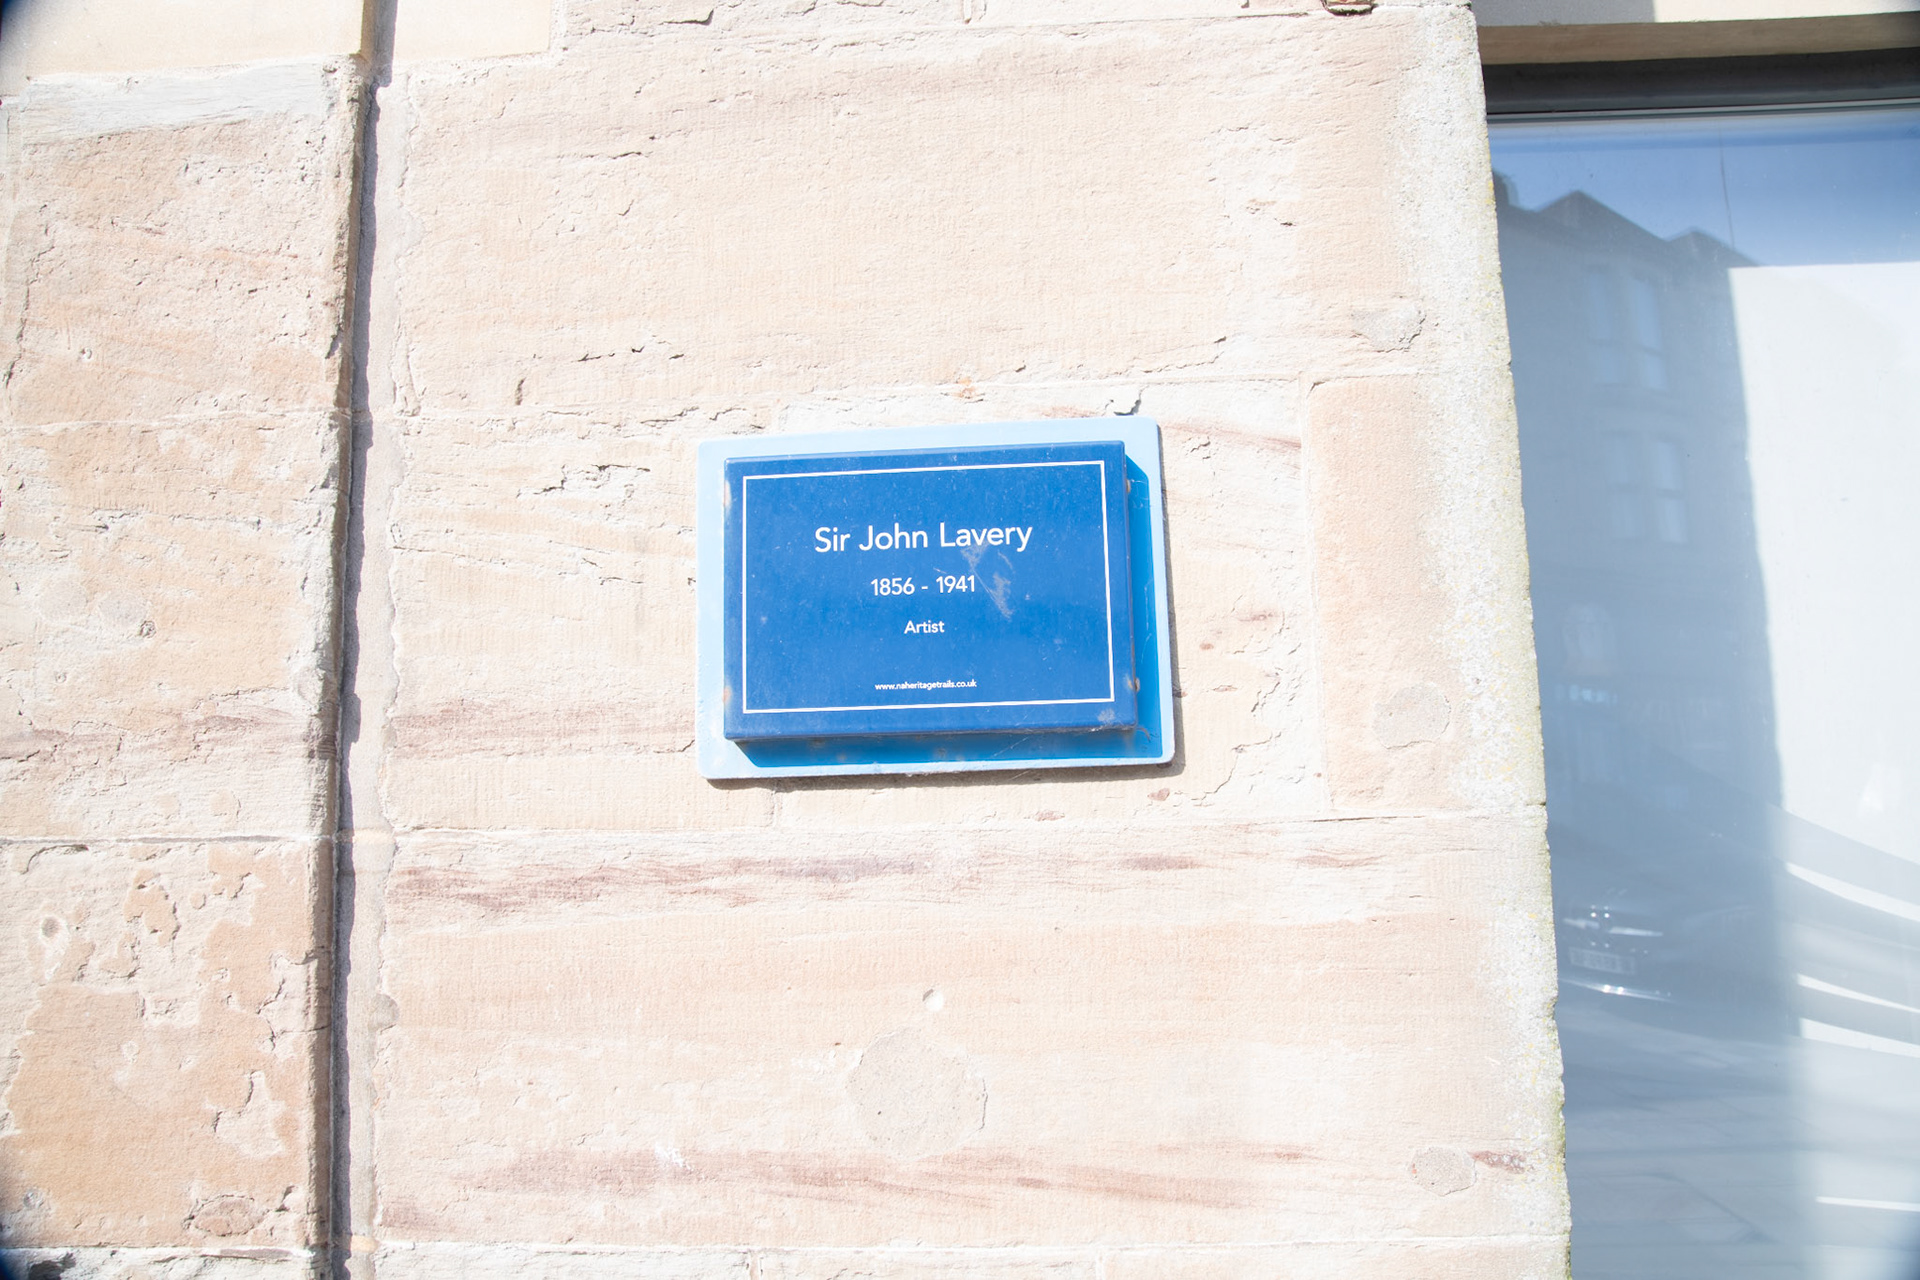 Sir John Lavery
1856 - 1941
Artist
www.naheritagetrails.co.uk